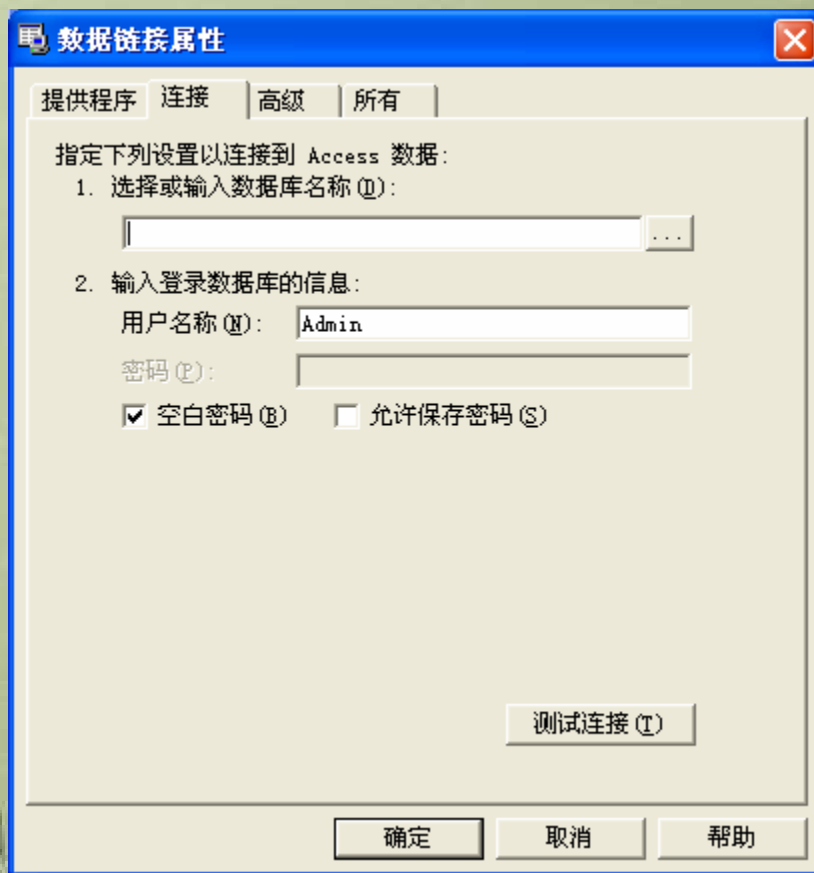 数据链接属性
提供程序 连接 高级 所有
指定下列设置以连接到 Access 数据:
1. 选择或输入数据库名称(D):
...
2. 输入登录数据库的信息:
用户名称(N): Admin
密码(P):
空白密码(B) 允许保存密码(S)
测试连接(T)
确定 取消 帮助